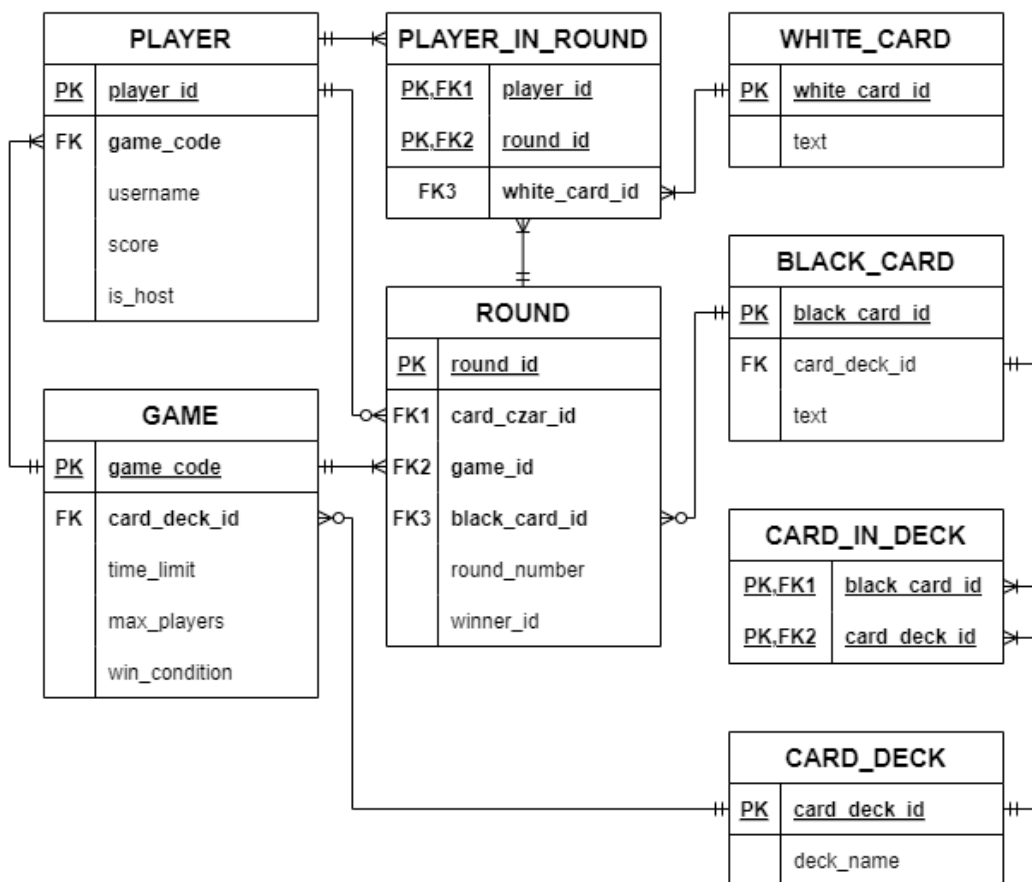 PLAYER
PK player_id
FK game_code
username
score
is_host
PLAYER_IN_ROUND
PK,FK1 player_id
PK,FK2 round_id
FK3 white_card_id
WHITE_CARD
PK white_card_id
text
BLACK_CARD
PK black_card_id
FK card_deck_id
text
ROUND
PK round_id
FK1 card_czar_id
FK2 game_id
FK3 black_card_id
round_number
winner_id
GAME
PK game_code
FK card_deck_id
time_limit
max_players
win_condition
CARD_IN_DECK
PK,FK1 black_card_id
PK,FK2 card_deck_id
CARD_DECK
PK card_deck_id
deck_name